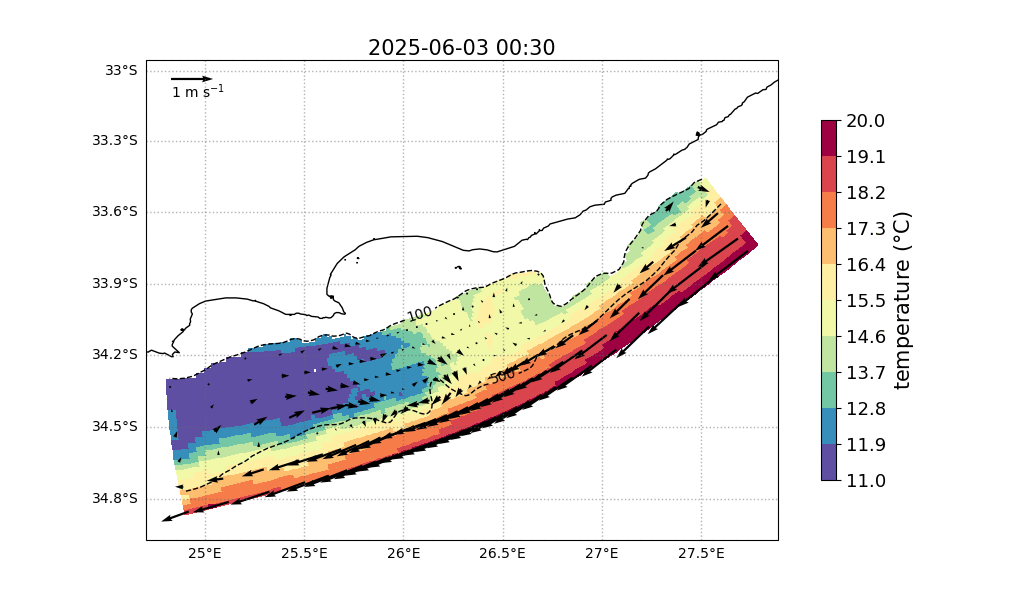 2025-06-03 00:30
1 m s⁻¹
33°S
33.3°S
33.6°S
33.9°S
34.2°S
34.5°S
34.8°S
25°E
25.5°E
26°E
26.5°E
27°E
27.5°E
100
500
20.0
19.1
18.2
17.3
16.4
15.5
14.6
13.7
12.8
11.9
11.0
temperature (°C)